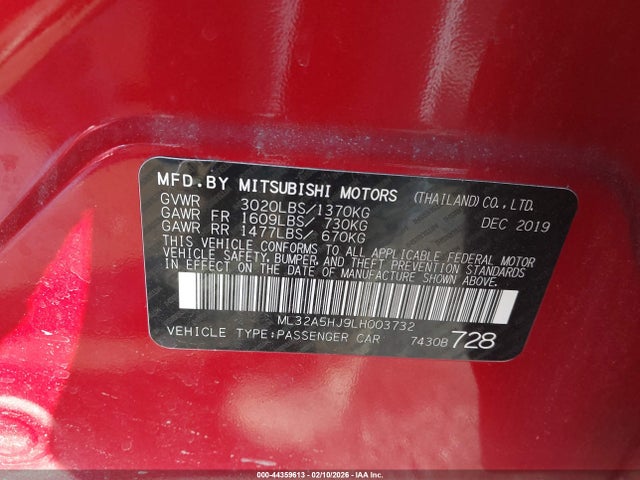 MFD.BY MITSUBISHI MOTORS (THAILAND) CO., LTD.
GVWR 3020LBS/1370KG DEC 2019
GAWR FR 1609LBS/ 730KG
GAWR RR 1477LBS/ 670KG
THIS VEHICLE CONFORMS TO ALL APPLICABLE FEDERAL MOTOR
VEHICLE SAFETY, BUMPER, AND THEFT PREVENTION STANDARDS
IN EFFECT ON THE DATE OF MANUFACTURE SHOWN ABOVE.
ML32A5HJ9LH003732
VEHICLE TYPE:PASSENGER CAR 7430B 728
000-44359613 - 02/10/2026 - IAA Inc.